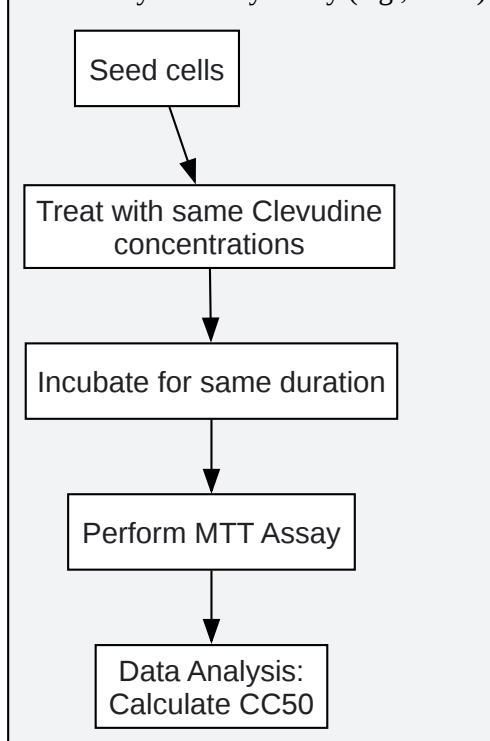 Seed cells
Treat with same Clevudine
concentrations
Incubate for same duration
Perform MTT Assay
Data Analysis:
Calculate CC50